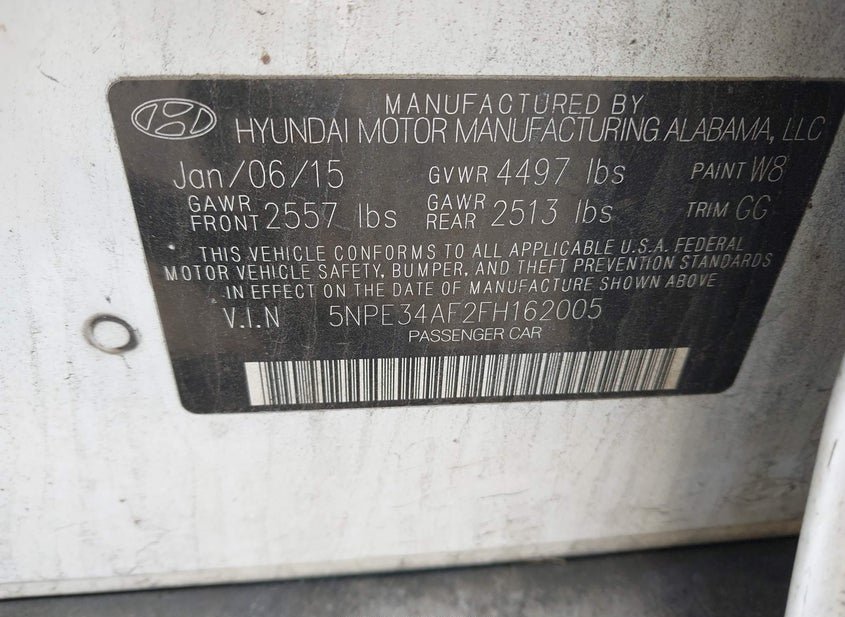 MANUFACTURED BY
HYUNDAI MOTOR MANUFACTURING ALABAMA, LLC
Jan/06/15 GVWR 4497 lbs PAINT W8
GAWR FRONT 2557 lbs GAWR REAR 2513 lbs TRIM GG
THIS VEHICLE CONFORMS TO ALL APPLICABLE U.S.A. FEDERAL
MOTOR VEHICLE SAFETY, BUMPER, AND THEFT PREVENTION STANDARDS
IN EFFECT ON THE DATE OF MANUFACTURE SHOWN ABOVE.
V.I.N 5NPE34AF2FH162005
PASSENGER CAR